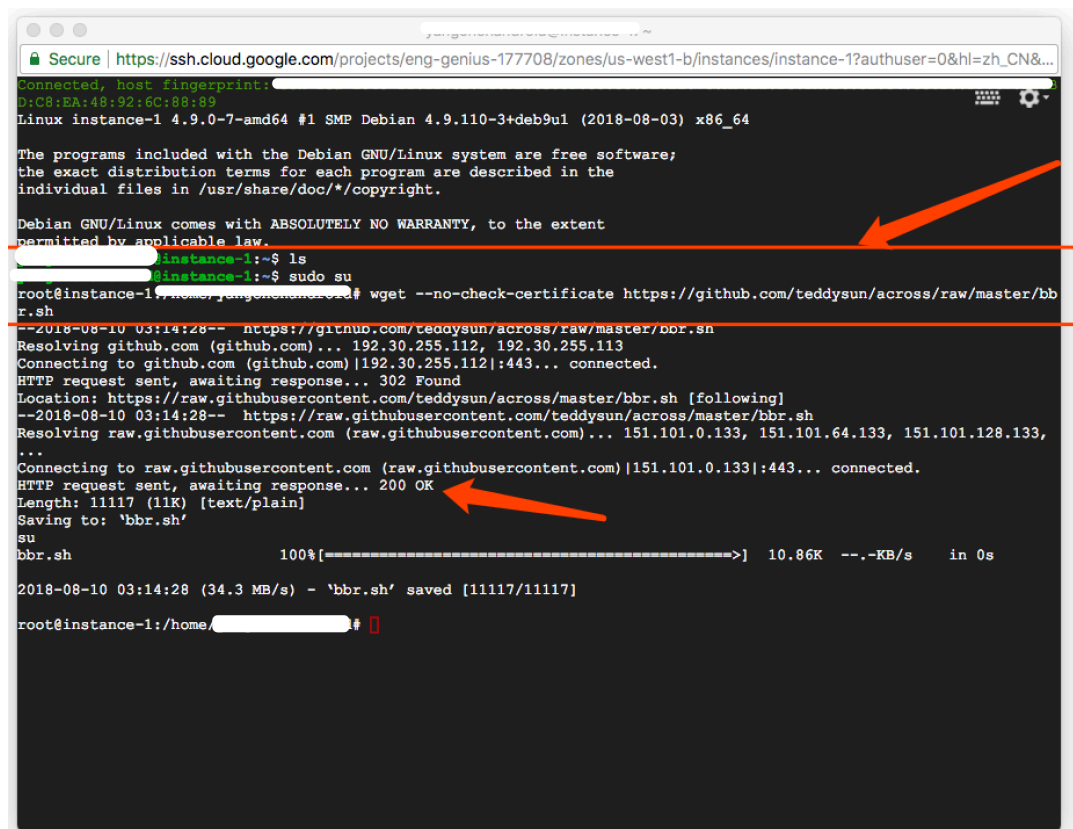 Secure | https://ssh.cloud.google.com/projects/eng-genius-177708/zones/us-west1-b/instances/instance-1?authuser=0&hl=zh_CN&...
Connected, host fingerprint:
D:C8:EA:48:92:6C:88:89
Linux instance-1 4.9.0-7-amd64 #1 SMP Debian 4.9.110-3+deb9u1 (2018-08-03) x86_64
The programs included with the Debian GNU/Linux system are free software;
the exact distribution terms for each program are described in the
individual files in /usr/share/doc/*/copyright.
Debian GNU/Linux comes with ABSOLUTELY NO WARRANTY, to the extent
permitted by applicable law.
@instance-1:~$ ls
@instance-1:~$ sudo su
root@instance-1:# wget --no-check-certificate https://github.com/teddysun/across/raw/master/bb
r.sh
--2018-08-10 03:14:28-- https://github.com/teddysun/across/raw/master/bbr.sh
Resolving github.com (github.com)... 192.30.255.112, 192.30.255.113
Connecting to github.com (github.com)|192.30.255.112|:443... connected.
HTTP request sent, awaiting response... 302 Found
Location: https://raw.githubusercontent.com/teddysun/across/master/bbr.sh [following]
--2018-08-10 03:14:28-- https://raw.githubusercontent.com/teddysun/across/master/bbr.sh
Resolving raw.githubusercontent.com (raw.githubusercontent.com)... 151.101.0.133, 151.101.64.133, 151.101.128.133,
...
Connecting to raw.githubusercontent.com (raw.githubusercontent.com)|151.101.0.133|:443... connected.
HTTP request sent, awaiting response... 200 OK
Length: 11117 (11K) [text/plain]
Saving to: ‘bbr.sh’
su
bbr.sh 100%[=============================================>] 10.86K --.-KB/s in 0s
2018-08-10 03:14:28 (34.3 MB/s) - ‘bbr.sh’ saved [11117/11117]
root@instance-1:/home/#